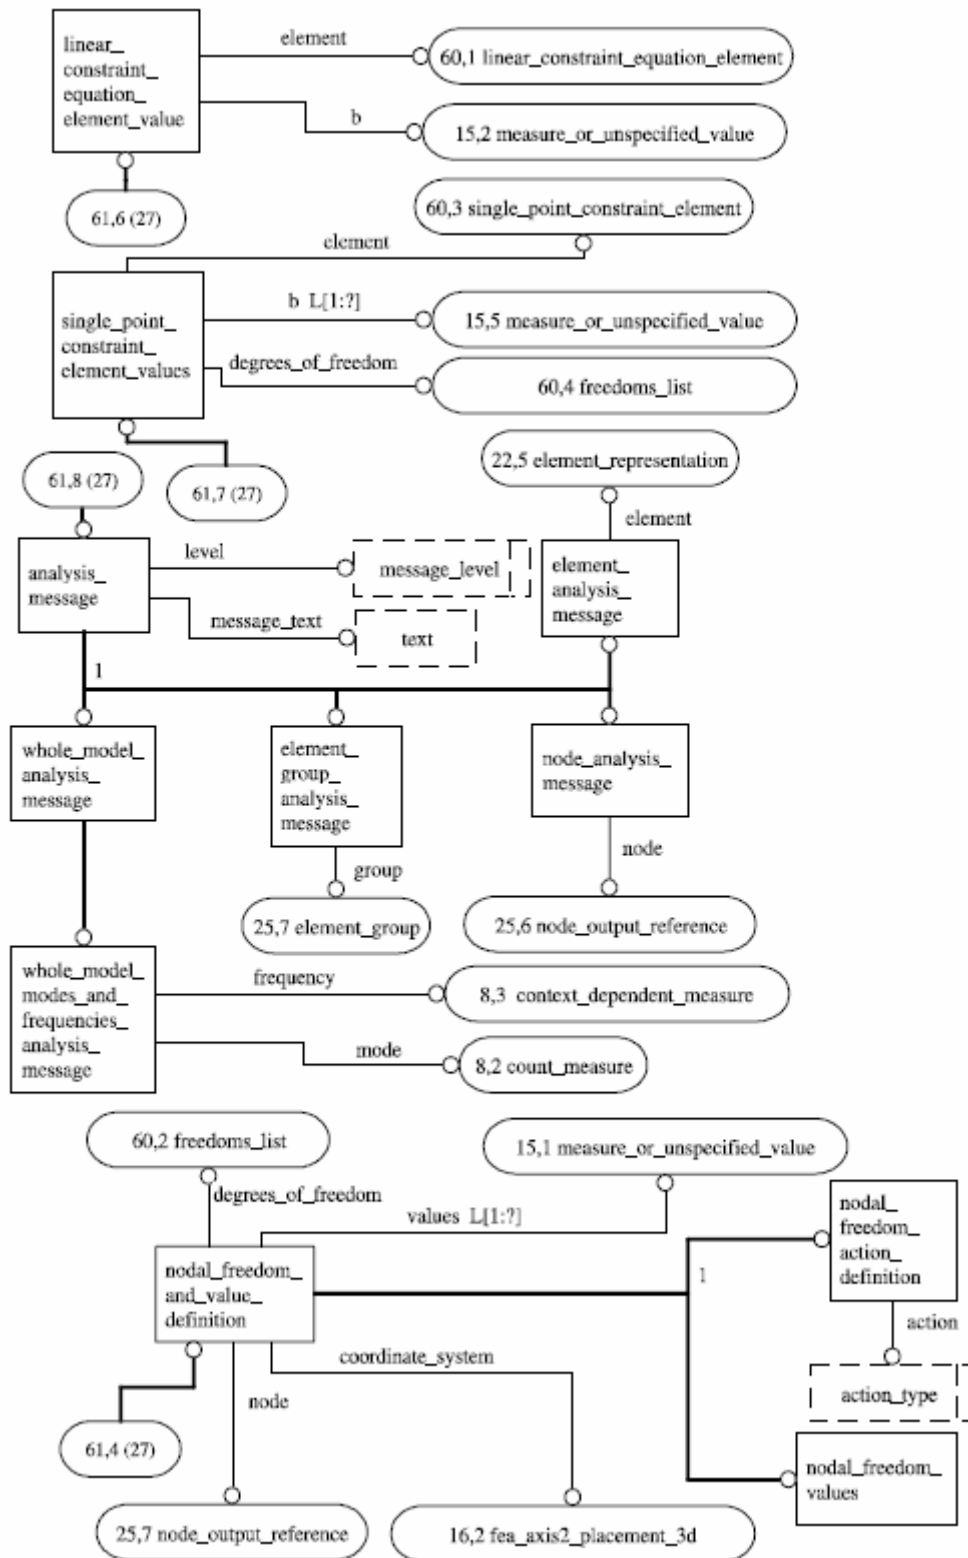 linear_
constraint_
equation_
element_value
element
60,1 linear_constraint_equation_element
b
15,2 measure_or_unspecified_value
61,6 (27)
60,3 single_point_constraint_element
element
single_point_
constraint_
element_values
b L[1:?]
15,5 measure_or_unspecified_value
degrees_of_freedom
60,4 freedoms_list
61,8 (27)
61,7 (27)
22,5 element_representation
element
analysis_
message
level
message_level
message_text
text
element_
analysis_
message
1
whole_model_
analysis_
message
element_
group_
analysis_
message
node_analysis_
message
group
node
25,7 element_group
25,6 node_output_reference
whole_model_
modes_and_
frequencies_
analysis_
message
frequency
8,3 context_dependent_measure
mode
8,2 count_measure
60,2 freedoms_list
15,1 measure_or_unspecified_value
degrees_of_freedom
values L[1:?]
nodal_
freedom_
action_
definition
nodal_freedom_
and_value_
definition
1
action
coordinate_system
node
action_type
61,4 (27)
nodal_freedom_
values
25,7 node_output_reference
16,2 fea_axis2_placement_3d